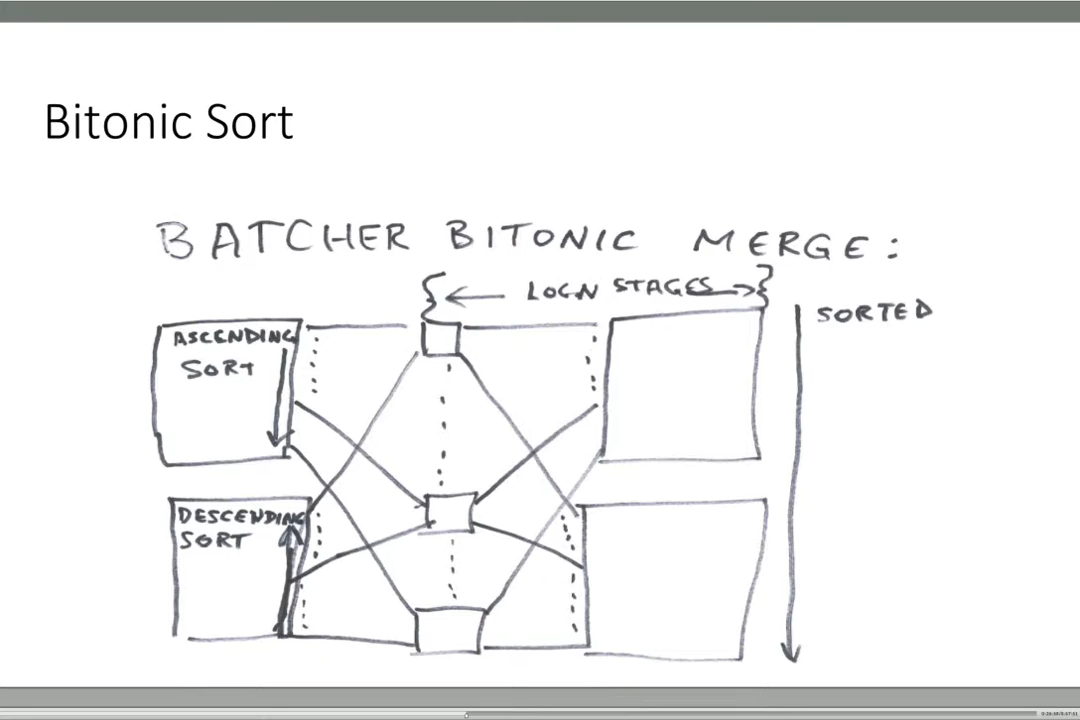 Bitonic Sort
BATCHER BITONIC MERGE:
LOGN STAGES
SORTED
ASCENDING
SORT
DESCENDING
SORT